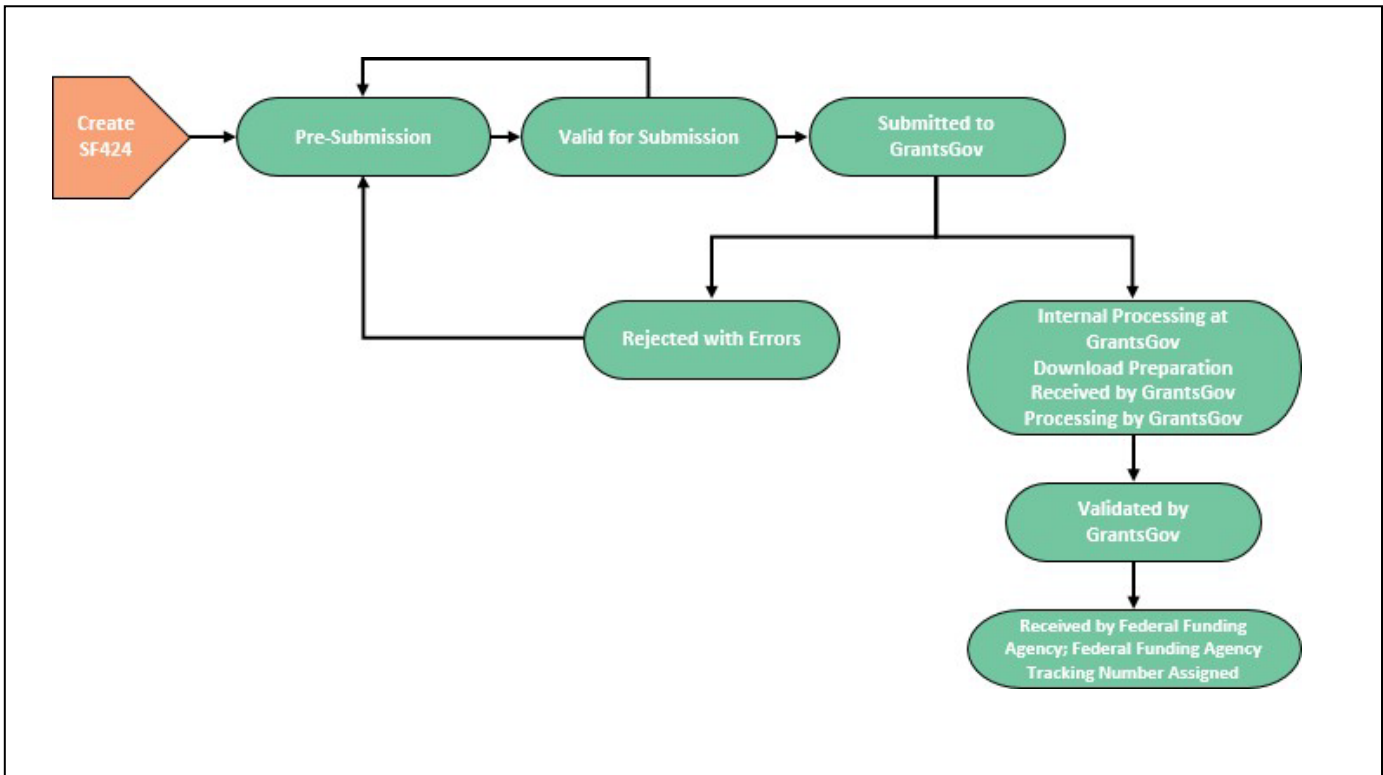 Create
SF424
Pre-Submission
Valid for Submission
Submitted to
GrantsGov
Rejected with Errors
Internal Processing at
GrantsGov
Download Preparation
Received by GrantsGov
Processing by GrantsGov
Validated by
GrantsGov
Received by Federal Funding
Agency; Federal Funding Agency
Tracking Number Assigned